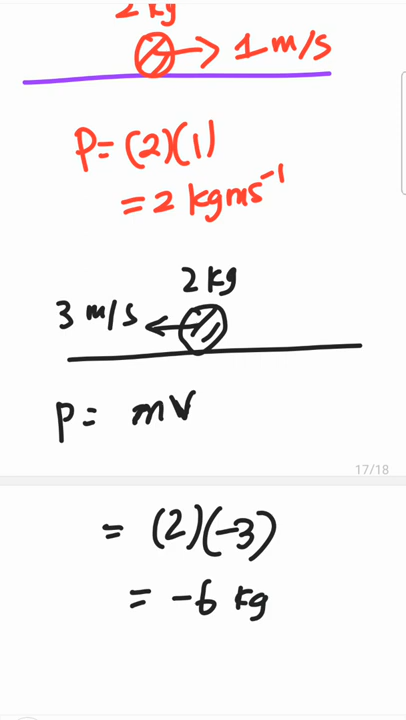 2 kg
1 m/s
P = (2)(1)
= 2 kgms⁻¹
2 kg
3 m/s
P = mV
17/18
= (2)(-3)
= -6 kg